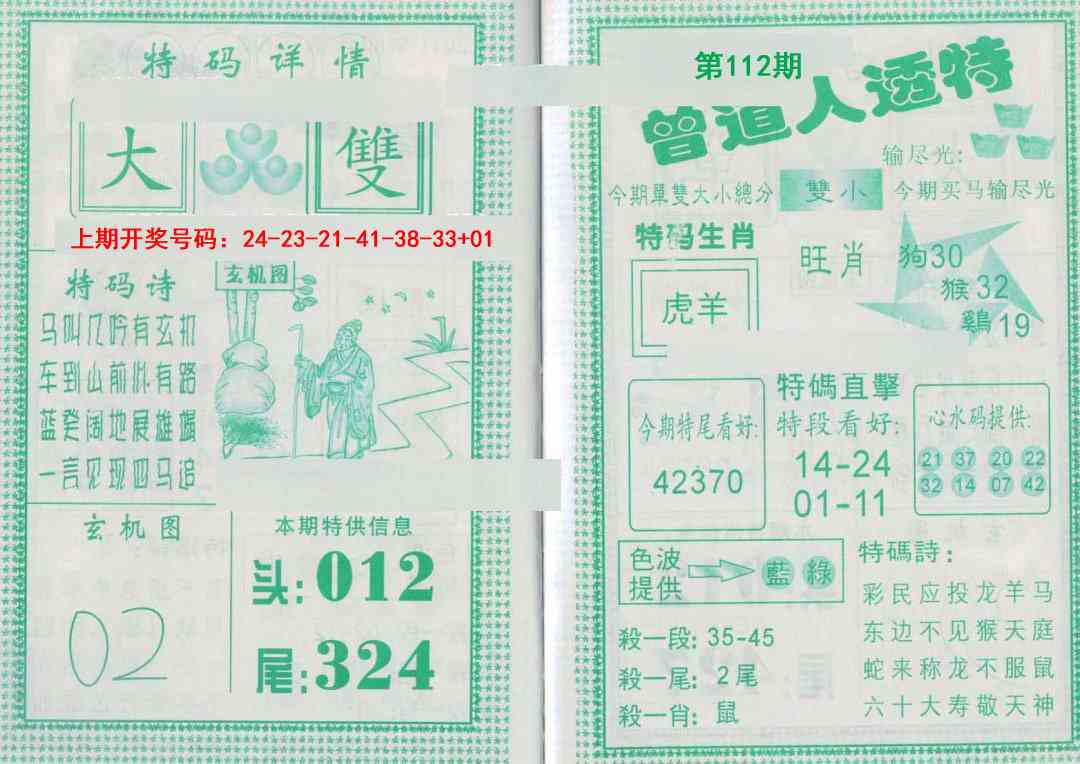 特码详情
大
雙
上期开奖号码：24-23-21-41-38-33+01
特码诗
马叫几吟有玄机
车到山前必有路
蓝癸阔地展雄
一言见现四马追
玄机图
玄机图
02
本期特供信息
头:012
尾:324
第112期
曾道人透特
输尽光:
今期單雙大小總分
雙小
今期买马输尽光
特码生肖
虎羊
旺肖
狗30
猴32
鷄19
今期特尾看好:
42370
特碼直擊
特段看好:
14-24
01-11
心水码提供:
21 37 20 22
32 14 07 42
色波
提供
藍 綠
殺一段: 35-45
殺一尾: 2尾
殺一肖: 鼠
特碼詩:
彩民应投龙羊马
东边不见猴天庭
蛇来称龙不服鼠
六十大寿敬天神